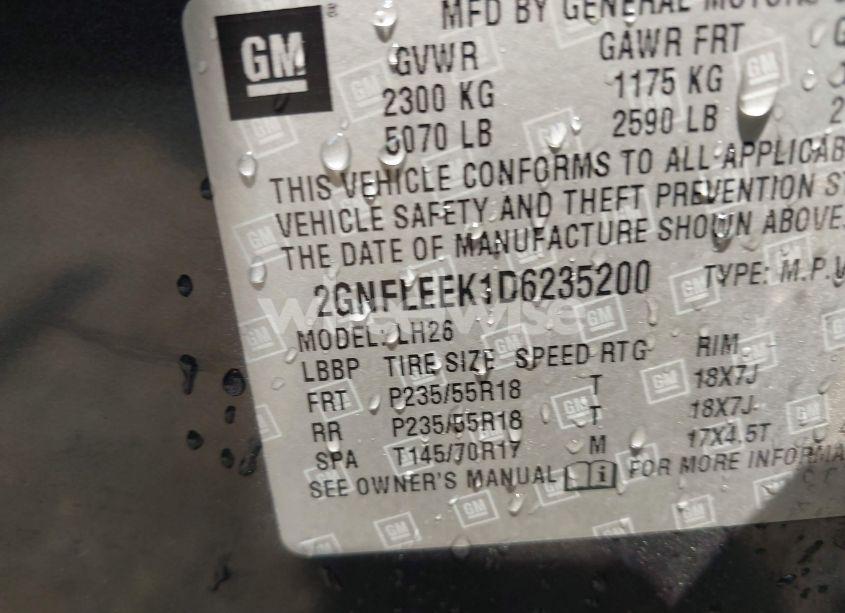 GM
MFD BY GENERAL MOTORS
GVWR GAWR FRT
2300 KG 1175 KG
5070 LB 2590 LB
THIS VEHICLE CONFORMS TO ALL APPLICAB
VEHICLE SAFETY AND THEFT PREVENTION ST
THE DATE OF MANUFACTURE SHOWN ABOVE.
2GNFLEEK1D6235200 TYPE: M.P.V
MODEL: LH26
LBBP TIRE SIZE SPEED RTG RIM
FRT P235/55R18 T 18X7J
RR P235/55R18 T 18X7J
SPA T145/70R17 M 17X4.5T
SEE OWNER'S MANUAL FOR MORE INFORMA